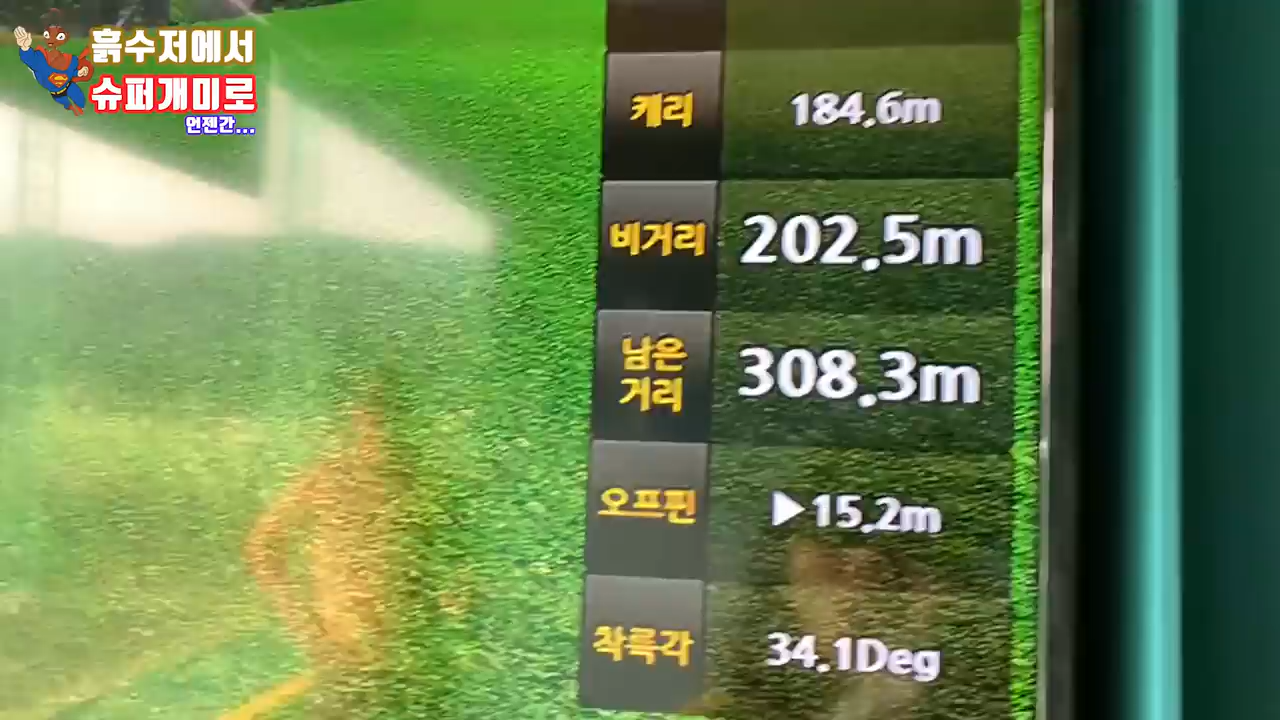 흙수저에서
슈퍼개미로
언젠간...
캐리
184.6m
비거리
202.5m
남은
거리
308.3m
오프핀
▶15.2m
착륙각
34.1Deg